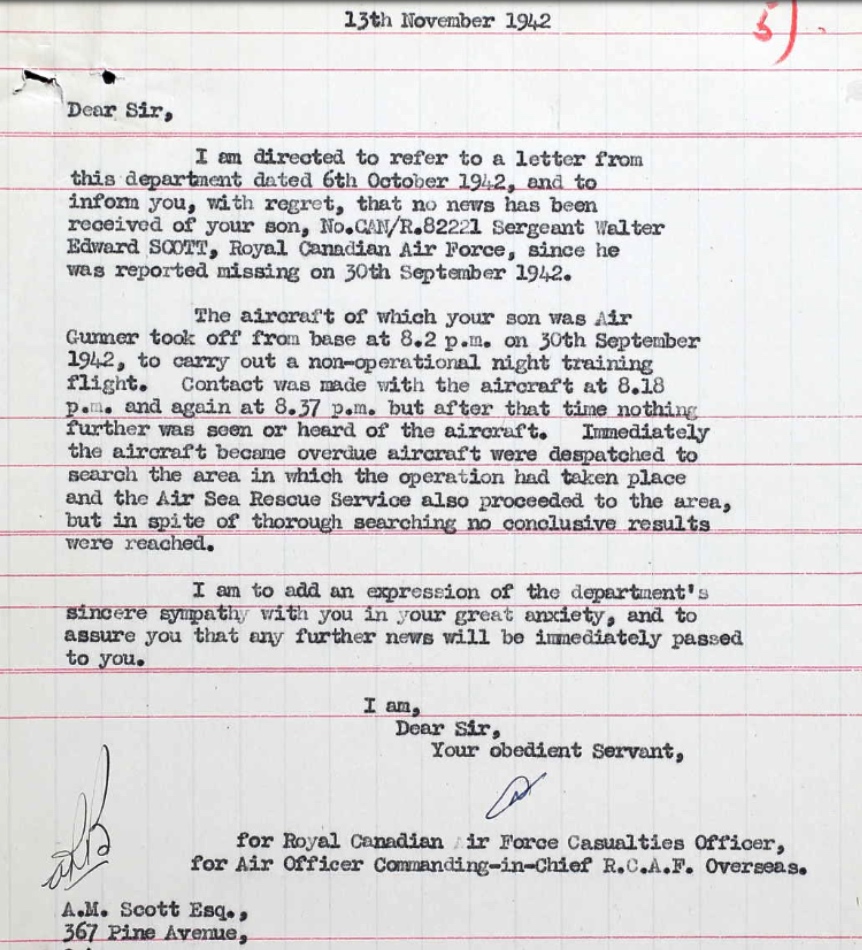 13th November 1942
5)
Dear Sir,
I am directed to refer to a letter from
this department dated 6th October 1942, and to
inform you, with regret, that no news has been
received of your son, No.CAN/R.82221 Sergeant Walter
Edward SCOTT, Royal Canadian Air Force, since he
was reported missing on 30th September 1942.
The aircraft of which your son was Air
Gunner took off from base at 8.2 p.m. on 30th September
1942, to carry out a non-operational night training
flight. Contact was made with the aircraft at 8.18
p.m. and again at 8.37 p.m. but after that time nothing
further was seen or heard of the aircraft. Immediately
the aircraft became overdue aircraft were despatched to
search the area in which the operation had taken place
and the Air Sea Rescue Service also proceeded to the area,
but in spite of thorough searching no conclusive results
were reached.
I am to add an expression of the department's
sincere sympathy with you in your great anxiety, and to
assure you that any further news will be immediately passed
to you.
I am,
Dear Sir,
Your obedient Servant,
for Royal Canadian Air Force Casualties Officer,
for Air Officer Commanding-in-Chief R.C.A.F. Overseas.
A.M. Scott Esq.,
367 Pine Avenue,